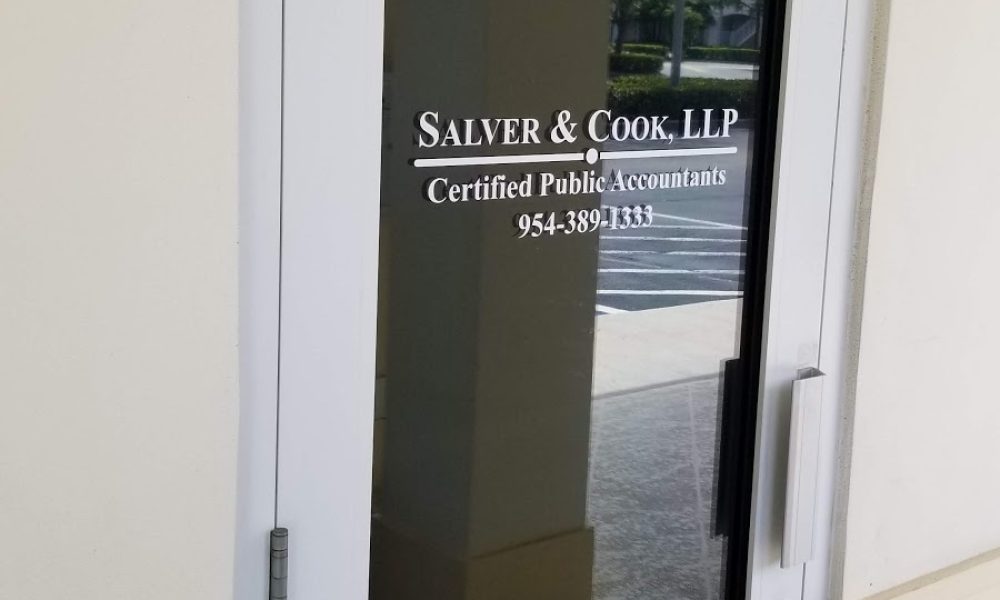 SALVER & COOK, LLP
Certified Public Accountants
954-389-1333